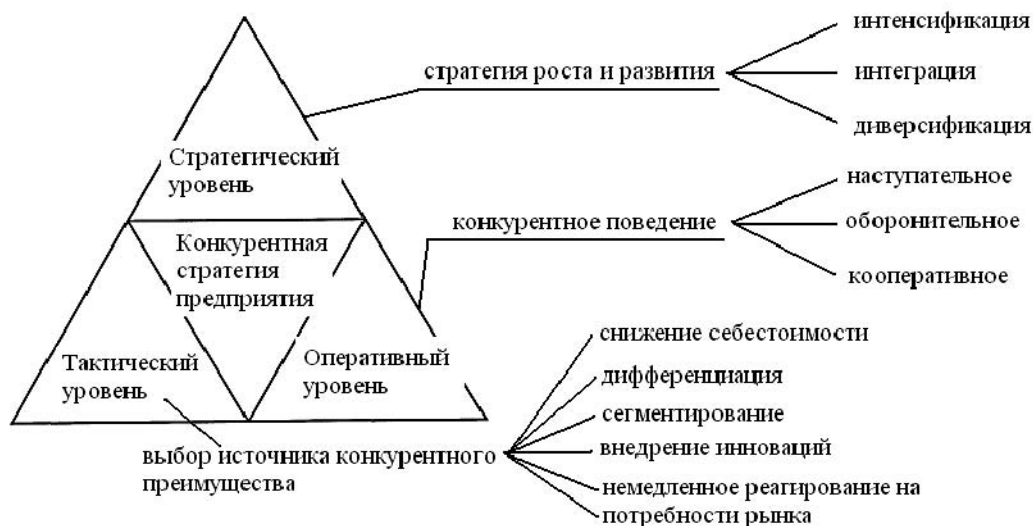 интенсификация
стратегия роста и развития
интеграция
диверсификация
Стратегический
уровень
наступательное
конкурентное поведение
оборонительное
кооперативное
Конкурентная
стратегия
предприятия
Тактический
уровень
Оперативный
уровень
снижение себестоимости
дифференциация
сегментирование
выбор источника конкурентного
преимущества
внедрение инноваций
немедленное реагирование на
потребности рынка